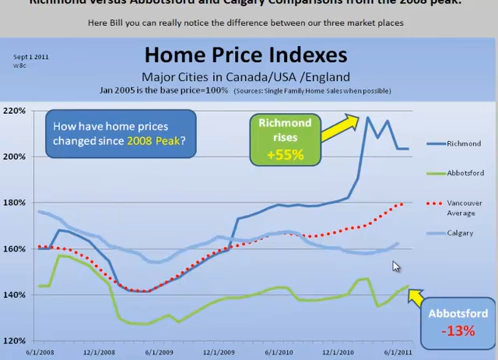 Richmond versus Abbotsford and Calgary Comparisons from the 2008 peak.
Here Bill you can really notice the difference between our three market places
Sept 1 2011
Home Price Indexes
Major Cities in Canada/USA /England
Jan 2005 is the base price=100% (Sources: Single Family Home Sales when possible)
220%
200%
180%
160%
140%
120%
How have home prices
changed since 2008 Peak?
Richmond
rises
+55%
Richmond
Abbotsford
Vancouver
Average
Calgary
Abbotsford
-13%
6/1/2008
12/1/2008
6/1/2009
12/1/2009
6/1/2010
12/1/2010
6/1/2011